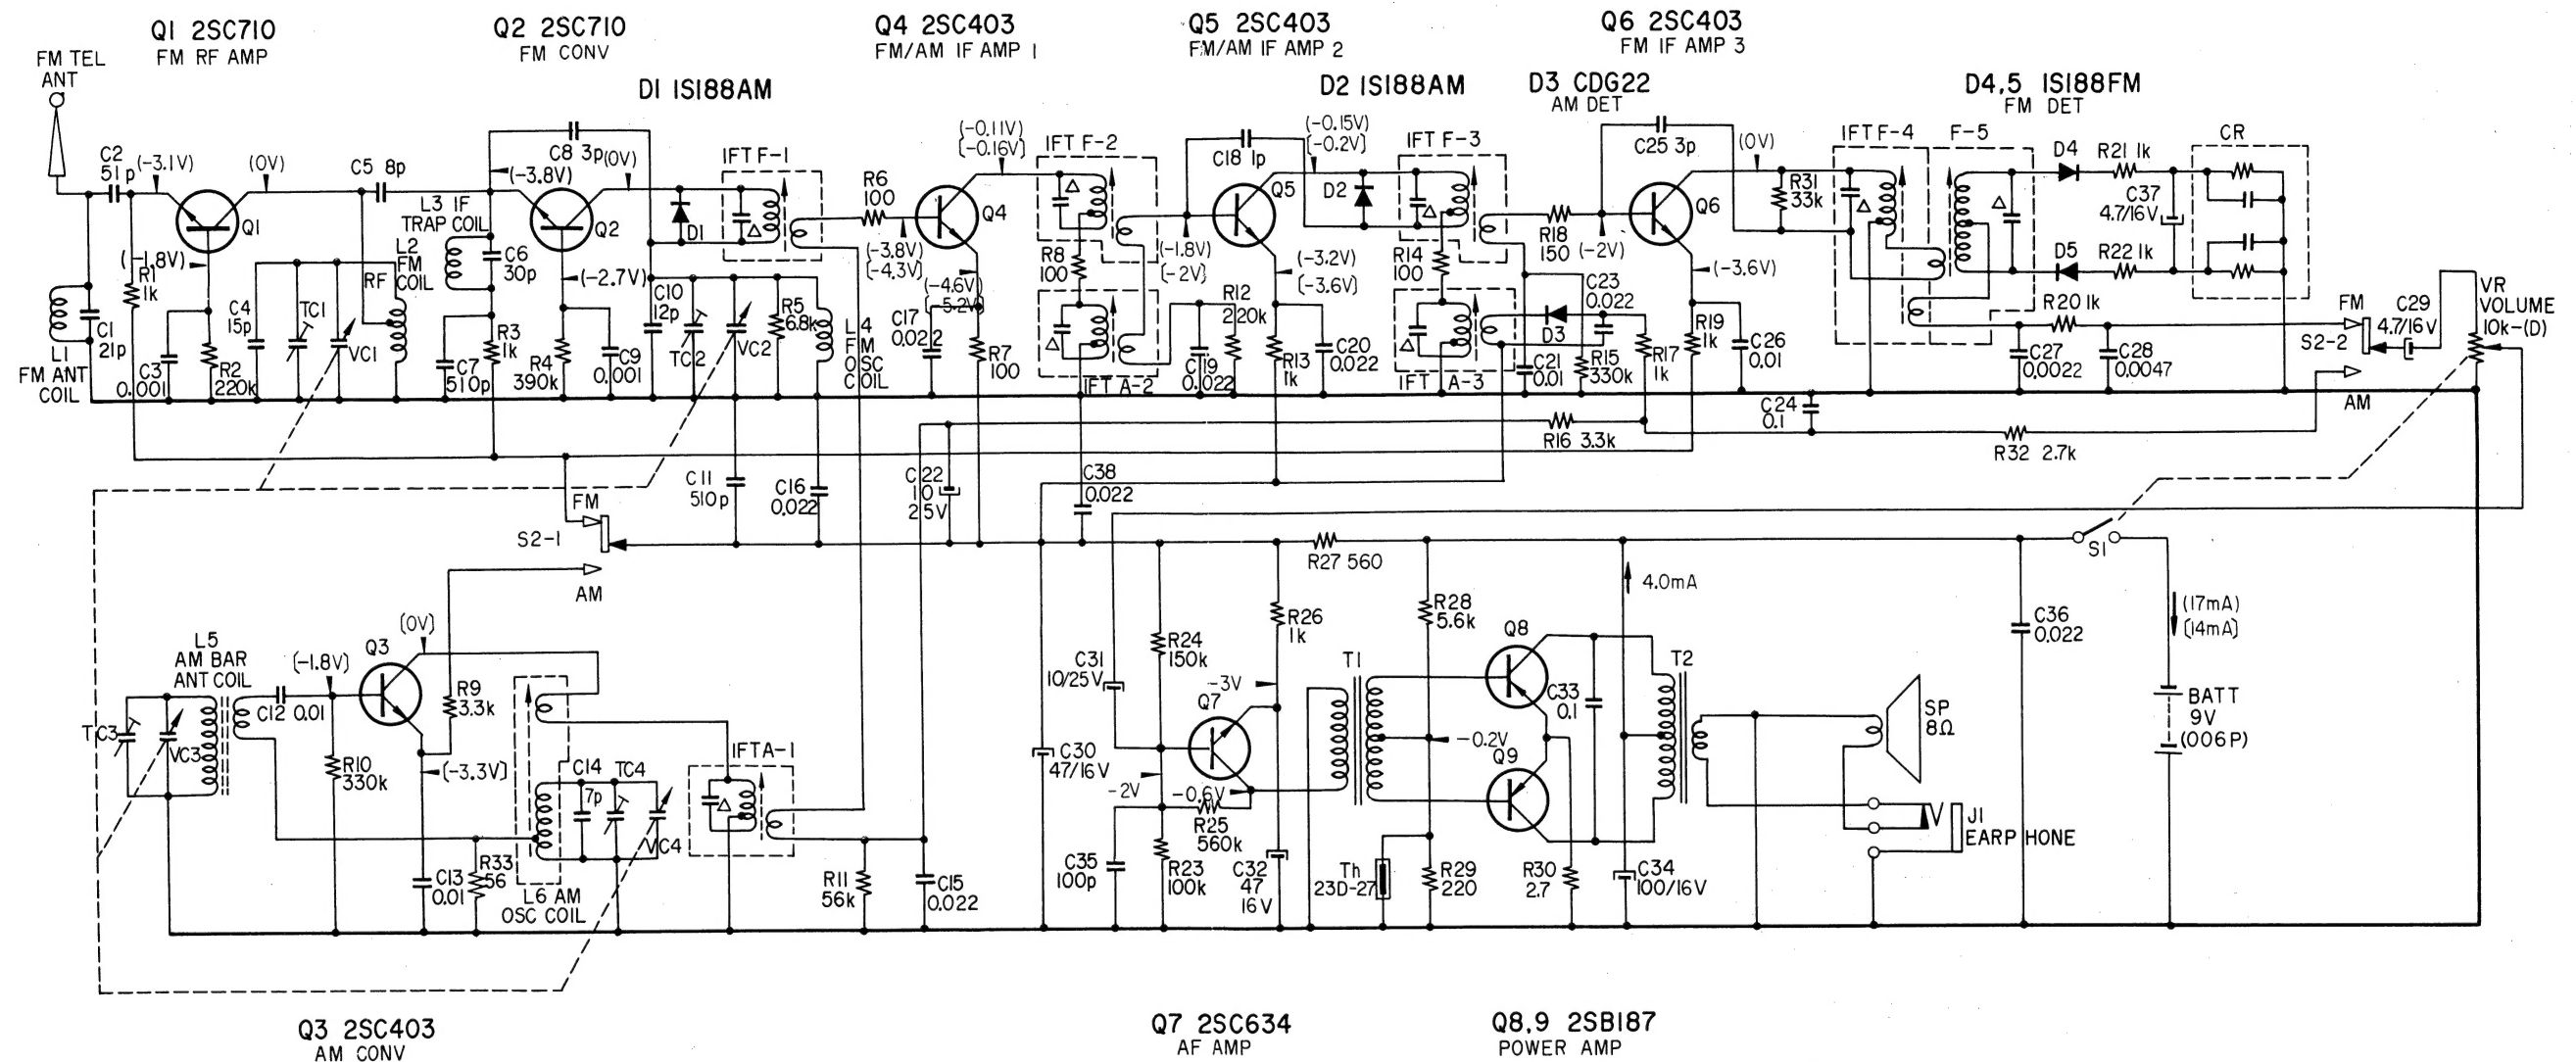 Q1 2SC710
FM RF AMP
Q2 2SC710
FM CONV
Q4 2SC403
FM/AM IF AMP 1
Q5 2SC403
FM/AM IF AMP 2
Q6 2SC403
FM IF AMP 3
FM TEL
ANT
D1 IS188AM
D2 IS188AM
D3 CDG22
AM DET
D4,5 IS188FM
FM DET
C2
51p
(-3.1V)
(0V)
C5 8p
C8 3p
(0V)
(-3.8V)
IFT F-1
R6
100
(-0.11V)
(-0.16V)
IFT F-2
C18 1p
(-0.15V)
(-0.2V)
IFT F-3
C25 3p
(0V)
IFT F-4
F-5
D4
R21 1k
CR
Q1
L3 IF
TRAP COIL
Q2
D1
Q4
Q5
D2
R18
150
(-2V)
Q6
R31
33k
C37
4.7/16V
(-1.8V)
R1
1k
L2
FM
COIL
RF
C6
30p
(-2.7V)
(-3.8V)
(-4.3V)
R8
100
(-1.8V)
(-2V)
(-3.2V)
(-3.6V)
R14
100
C23
0.022
(-3.6V)
D5
R22 1k
C1
21p
L1
FM ANT
COIL
C3
0.001
R2
220k
C4
15p
TC1
VC1
C7
510p
R3
1k
R4
390k
C9
0.001
C10
12p
TC2
VC2
R5
6.8k
L4
FM
OSC
COIL
(-4.6V)
(-5.2V)
C17
0.022
R7
100
IFT A-2
C19
0.022
R12
220k
R13
1k
C20
0.022
IFT A-3
D3
C21
0.01
R15
330k
R17
1k
R19
1k
C26
0.01
R20 1k
C27
0.0022
C28
0.0047
FM
S2-2
AM
C29
4.7/16V
VR
VOLUME
10k-(D)
C24
0.1
R16 3.3k
R32 2.7k
C11
510p
C16
0.022
C22
10
25V
C38
0.022
FM
S2-1
AM
R27 560
S1
4.0mA
(17mA)
(14mA)
L5
AM BAR
ANT COIL
(-1.8V)
(0V)
Q3
C12 0.01
R9
3.3k
TC3
VC3
R10
330k
(-3.3V)
C13
0.01
R33
56
C14
7p
TC4
VC4
L6 AM
OSC COIL
IFTA-1
R11
56k
C15
0.022
C30
47/16V
C31
10/25V
R24
150k
R26
1k
-3V
Q7
-2V
-0.6V
R25
560k
C35
100p
R23
100k
C32
47
16V
T1
R28
5.6k
-0.2V
Th
23D-27
R29
220
Q8
Q9
C33
0.1
R30
2.7
T2
C34
100/16V
SP
8Ω
J1
EARPHONE
C36
0.022
BATT
9V
(006P)
Q3 2SC403
AM CONV
Q7 2SC634
AF AMP
Q8,9 2SB187
POWER AMP